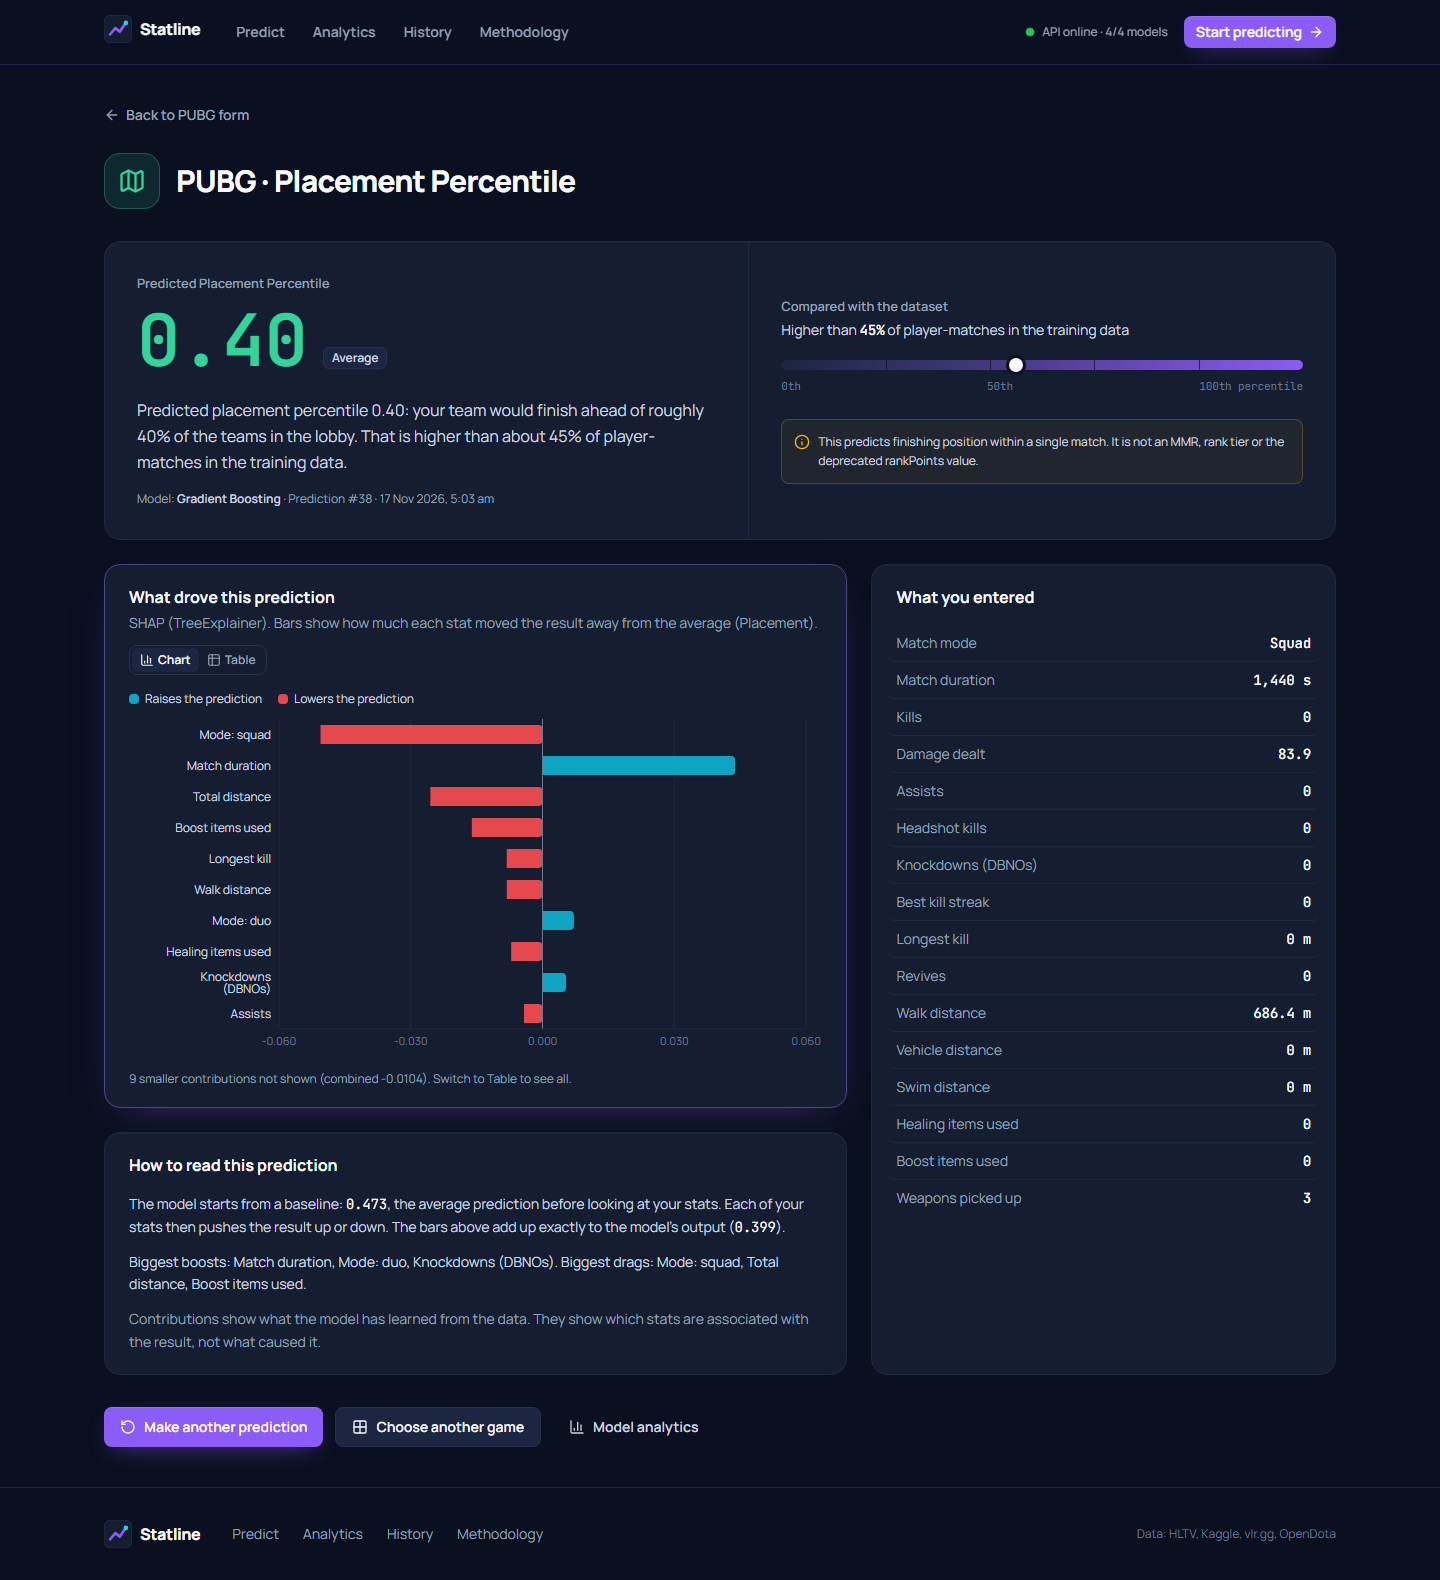 Statline
Predict
Analytics
History
Methodology
API online · 4/4 models
Start predicting
Back to PUBG form
PUBG · Placement Percentile
Predicted Placement Percentile
0.40
Average
Predicted placement percentile 0.40: your team would finish ahead of roughly
40% of the teams in the lobby. That is higher than about 45% of player-
matches in the training data.
Model: Gradient Boosting · Prediction #38 · 17 Nov 2026, 5:03 am
Compared with the dataset
Higher than 45% of player-matches in the training data
0th
50th
100th percentile
This predicts finishing position within a single match. It is not an MMR, rank tier or the
deprecated rankPoints value.
What drove this prediction
SHAP (TreeExplainer). Bars show how much each stat moved the result away from the average (Placement).
Chart
Table
Raises the prediction
Lowers the prediction
Mode: squad
Match duration
Total distance
Boost items used
Longest kill
Walk distance
Mode: duo
Healing items used
Knockdowns
(DBNOs)
Assists
-0.060
-0.030
0.000
0.030
0.060
9 smaller contributions not shown (combined -0.0104). Switch to Table to see all.
How to read this prediction
The model starts from a baseline: 0.473, the average prediction before looking at your stats. Each of your
stats then pushes the result up or down. The bars above add up exactly to the model's output (0.399).
Biggest boosts: Match duration, Mode: duo, Knockdowns (DBNOs). Biggest drags: Mode: squad, Total
distance, Boost items used.
Contributions show what the model has learned from the data. They show which stats are associated with
the result, not what caused it.
What you entered
Match mode Squad
Match duration 1,440 s
Kills 0
Damage dealt 83.9
Assists 0
Headshot kills 0
Knockdowns (DBNOs) 0
Best kill streak 0
Longest kill 0 m
Revives 0
Walk distance 686.4 m
Vehicle distance 0 m
Swim distance 0 m
Healing items used 0
Boost items used 0
Weapons picked up 3
Make another prediction
Choose another game
Model analytics
Statline
Predict
Analytics
History
Methodology
Data: HLTV, Kaggle, vlr.gg, OpenDota